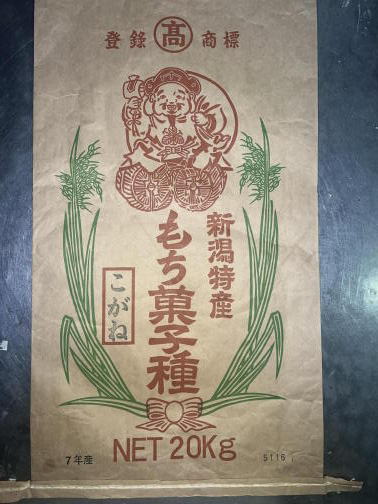 登録 髙 商標
新潟特産
もち菓子種
こがね
NET 20Kg
7年産
5116